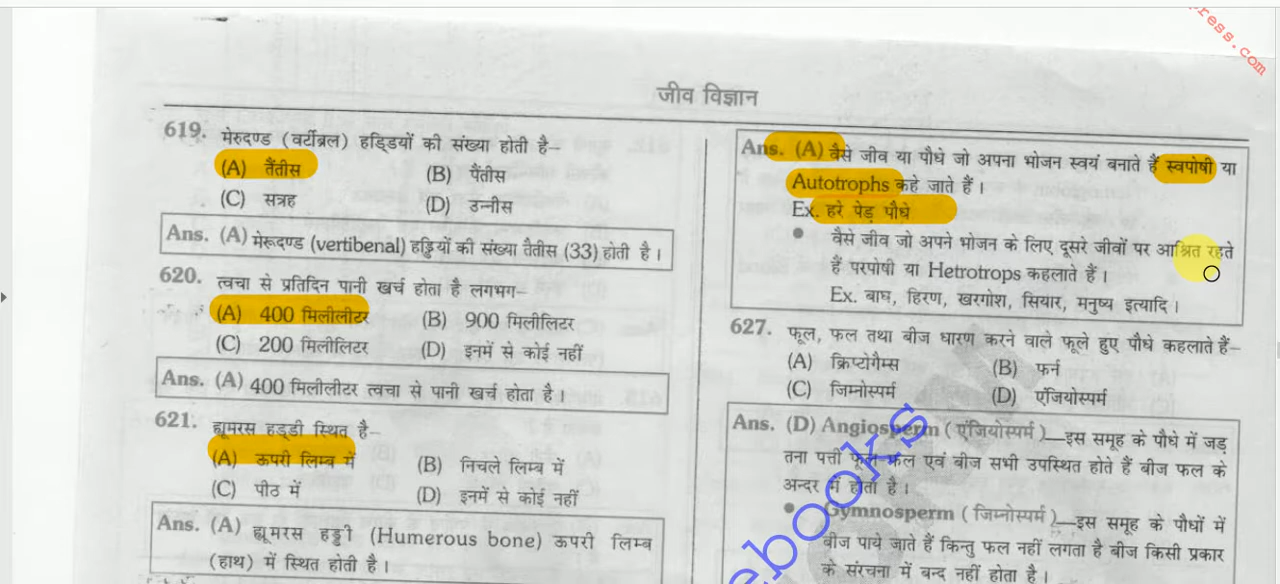 ress.com
जीव विज्ञान
619. मेरुदण्ड (वर्टीब्रल) हड्डियों की संख्या होती है–
(A) तैंतीस (B) पैंतीस
(C) सत्रह (D) उन्नीस
Ans. (A) मेरूदण्ड (vertibenal) हड्डियों की संख्या तैतीस (33) होती है।
620. त्वचा से प्रतिदिन पानी खर्च होता है लगभग–
(A) 400 मिलीलीटर (B) 900 मिलीलिटर
(C) 200 मिलीलिटर (D) इनमें से कोई नहीं
Ans. (A) 400 मिलीलीटर त्वचा से पानी खर्च होता है।
621. ह्यूमरस हड्डी स्थित है–
(A) ऊपरी लिम्ब में (B) निचले लिम्ब में
(C) पीठ में (D) इनमें से कोई नहीं
Ans. (A) ह्यूमरस हड्डी (Humerous bone) ऊपरी लिम्ब
(हाथ) में स्थित होती है।
Ans. (A) वैसे जीव या पौधे जो अपना भोजन स्वयं बनाते हैं स्वपोषी या
Autotrophs कहे जाते हैं।
Ex. हरे पेड़ पौधे
● वैसे जीव जो अपने भोजन के लिए दूसरे जीवों पर आश्रित रहते
हैं परपोषी या Hetrotrops कहलाते हैं।
Ex. बाघ, हिरण, खरगोश, सियार, मनुष्य इत्यादि।
627. फूल, फल तथा बीज धारण करने वाले फूले हुए पौधे कहलाते हैं–
(A) क्रिप्टोगैम्स (B) फर्न
(C) जिम्नोस्पर्म (D) एंजियोस्पर्म
Ans. (D) Angiosperm (एंजियोस्पर्म)—इस समूह के पौधे में जड़
तना पत्ती फूल फल एवं बीज सभी उपस्थित होते हैं बीज फल के
अन्दर में होता है।
● Gymnosperm (जिम्नोस्पर्म)—इस समूह के पौधों में
बीज पाये जाते हैं किन्तु फल नहीं लगता है बीज किसी प्रकार
के संरचना में बन्द नहीं होता है।
ebooks